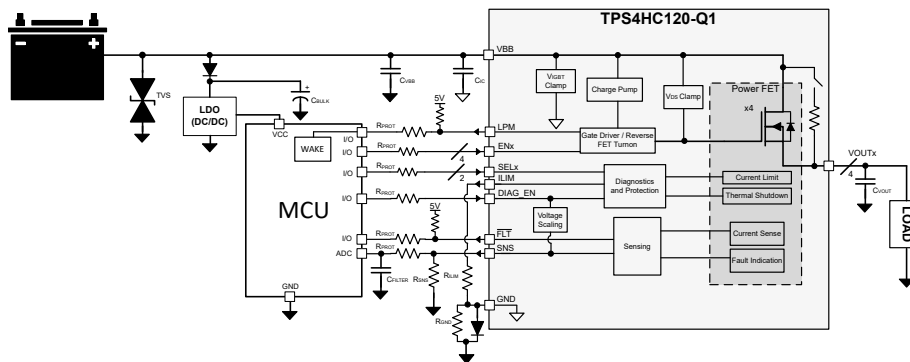 TPS4HC120-Q1
VBB
TVS
LDO
(DC/DC)
CBULK
CVBB
CIC
VIGBT
Clamp
Charge Pump
VDS Clamp
Power FET
x4
VCC
WAKE
I/O
RPROT
5V
LPM
Gate Driver / Reverse
FET Turnon
I/O
RPROT
4
ENx
I/O
RPROT
2
SELx
ILIM
Diagnostics
and Protection
Current Limit
Thermal Shutdown
VOUTx
4
CVOUT
LOAD
MCU
I/O
RPROT
DIAG_EN
5V
Voltage
Scaling
I/O
RPROT
FLT
Sensing
Current Sense
Fault Indication
ADC
RPROT
SNS
CFILTER
RSNS
RILIM
GND
GND
RGND